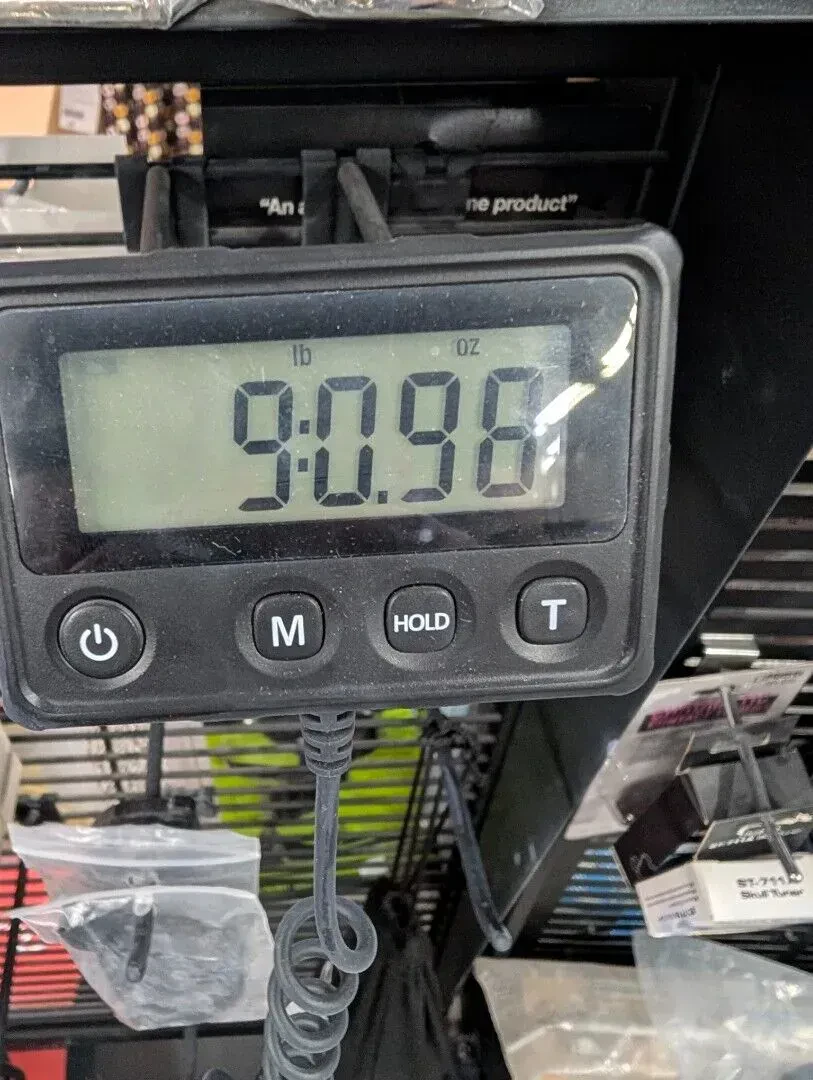 "An a
ne product"
lb oz
9:0.98
M HOLD T
ST-711
Skull Tuner